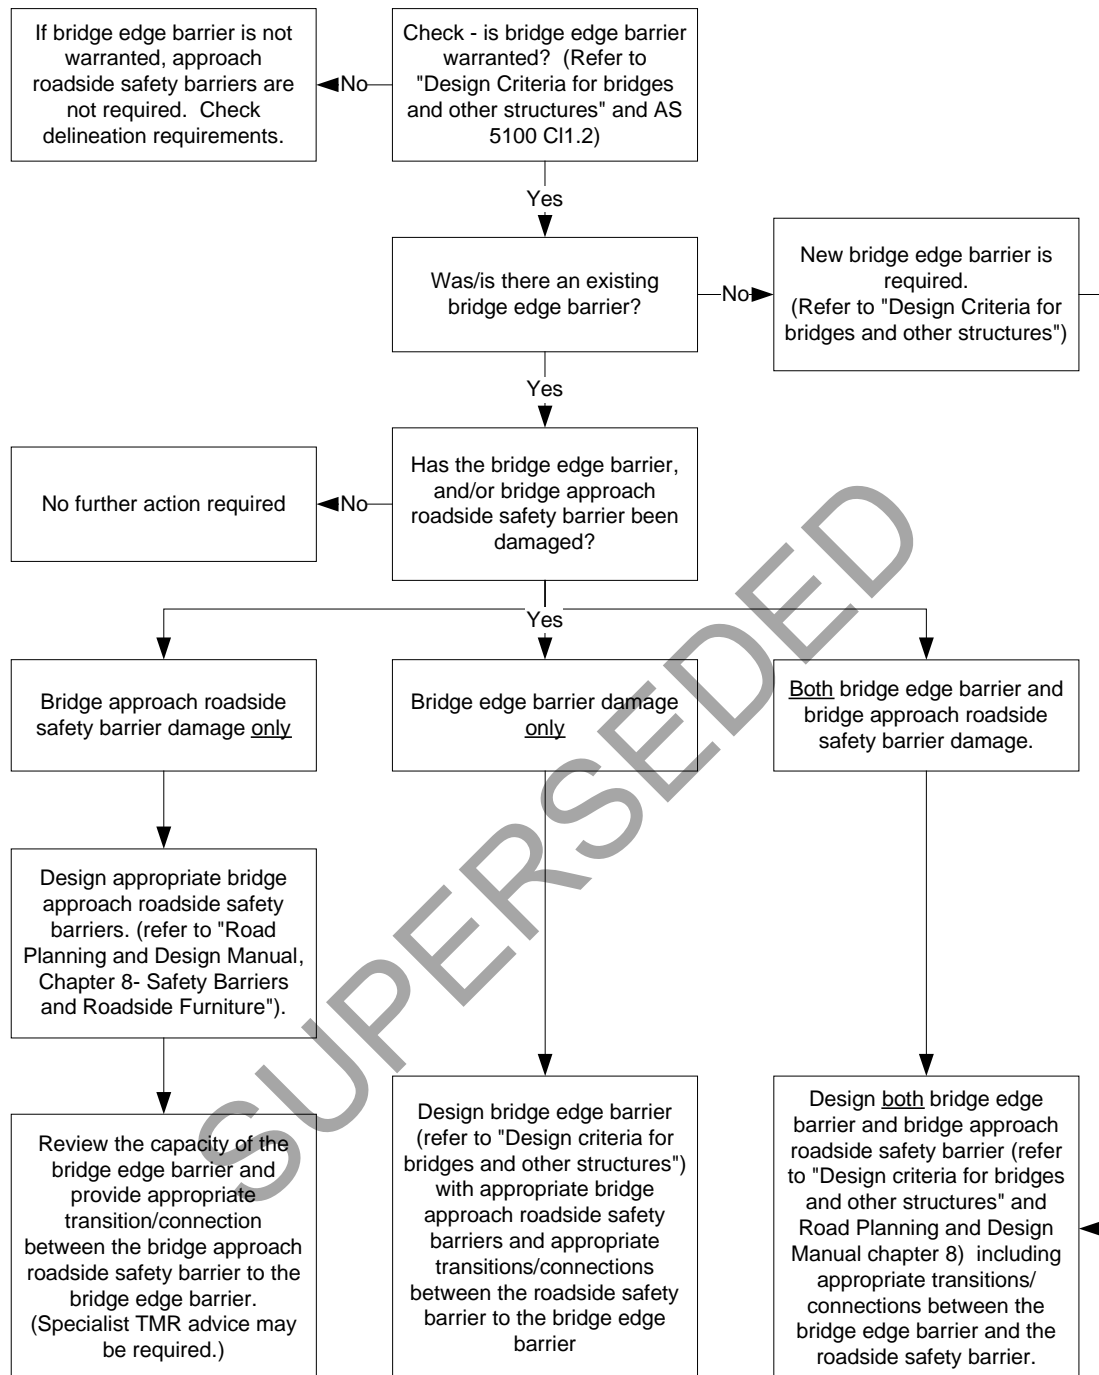 If bridge edge barrier is not
warranted, approach
roadside safety barriers are
not required. Check
delineation requirements.
No
Check - is bridge edge barrier
warranted? (Refer to
"Design Criteria for bridges
and other structures" and AS
5100 Cl1.2)
Yes
Was/is there an existing
bridge edge barrier?
No
New bridge edge barrier is
required.
(Refer to "Design Criteria for
bridges and other structures")
Yes
No further action required
No
Has the bridge edge barrier,
and/or bridge approach
roadside safety barrier been
damaged?
Yes
Bridge approach roadside
safety barrier damage only
Bridge edge barrier damage
only
Both bridge edge barrier and
bridge approach roadside
safety barrier damage.
Design appropriate bridge
approach roadside safety
barriers. (refer to "Road
Planning and Design Manual,
Chapter 8- Safety Barriers
and Roadside Furniture").
Review the capacity of the
bridge edge barrier and
provide appropriate
transition/connection
between the bridge approach
roadside safety barrier to the
bridge edge barrier.
(Specialist TMR advice may
be required.)
Design bridge edge barrier
(refer to "Design criteria for
bridges and other structures")
with appropriate bridge
approach roadside safety
barriers and appropriate
transitions/connections
between the roadside safety
barrier to the bridge edge
barrier
Design both bridge edge
barrier and bridge approach
roadside safety barrier (refer
to "Design criteria for bridges
and other structures" and
Road Planning and Design
Manual chapter 8) including
appropriate transitions/
connections between the
bridge edge barrier and the
roadside safety barrier.
SUPERSEDED